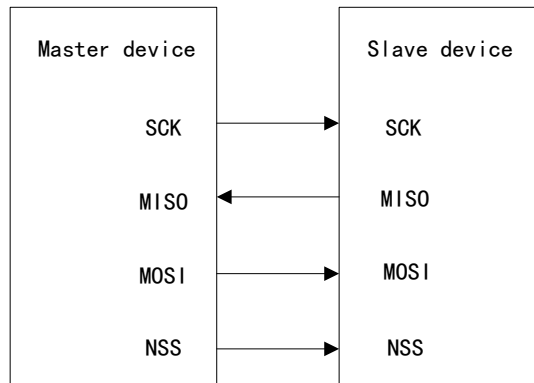 Master device
Slave device
SCK
SCK
MISO
MISO
MOSI
MOSI
NSS
NSS